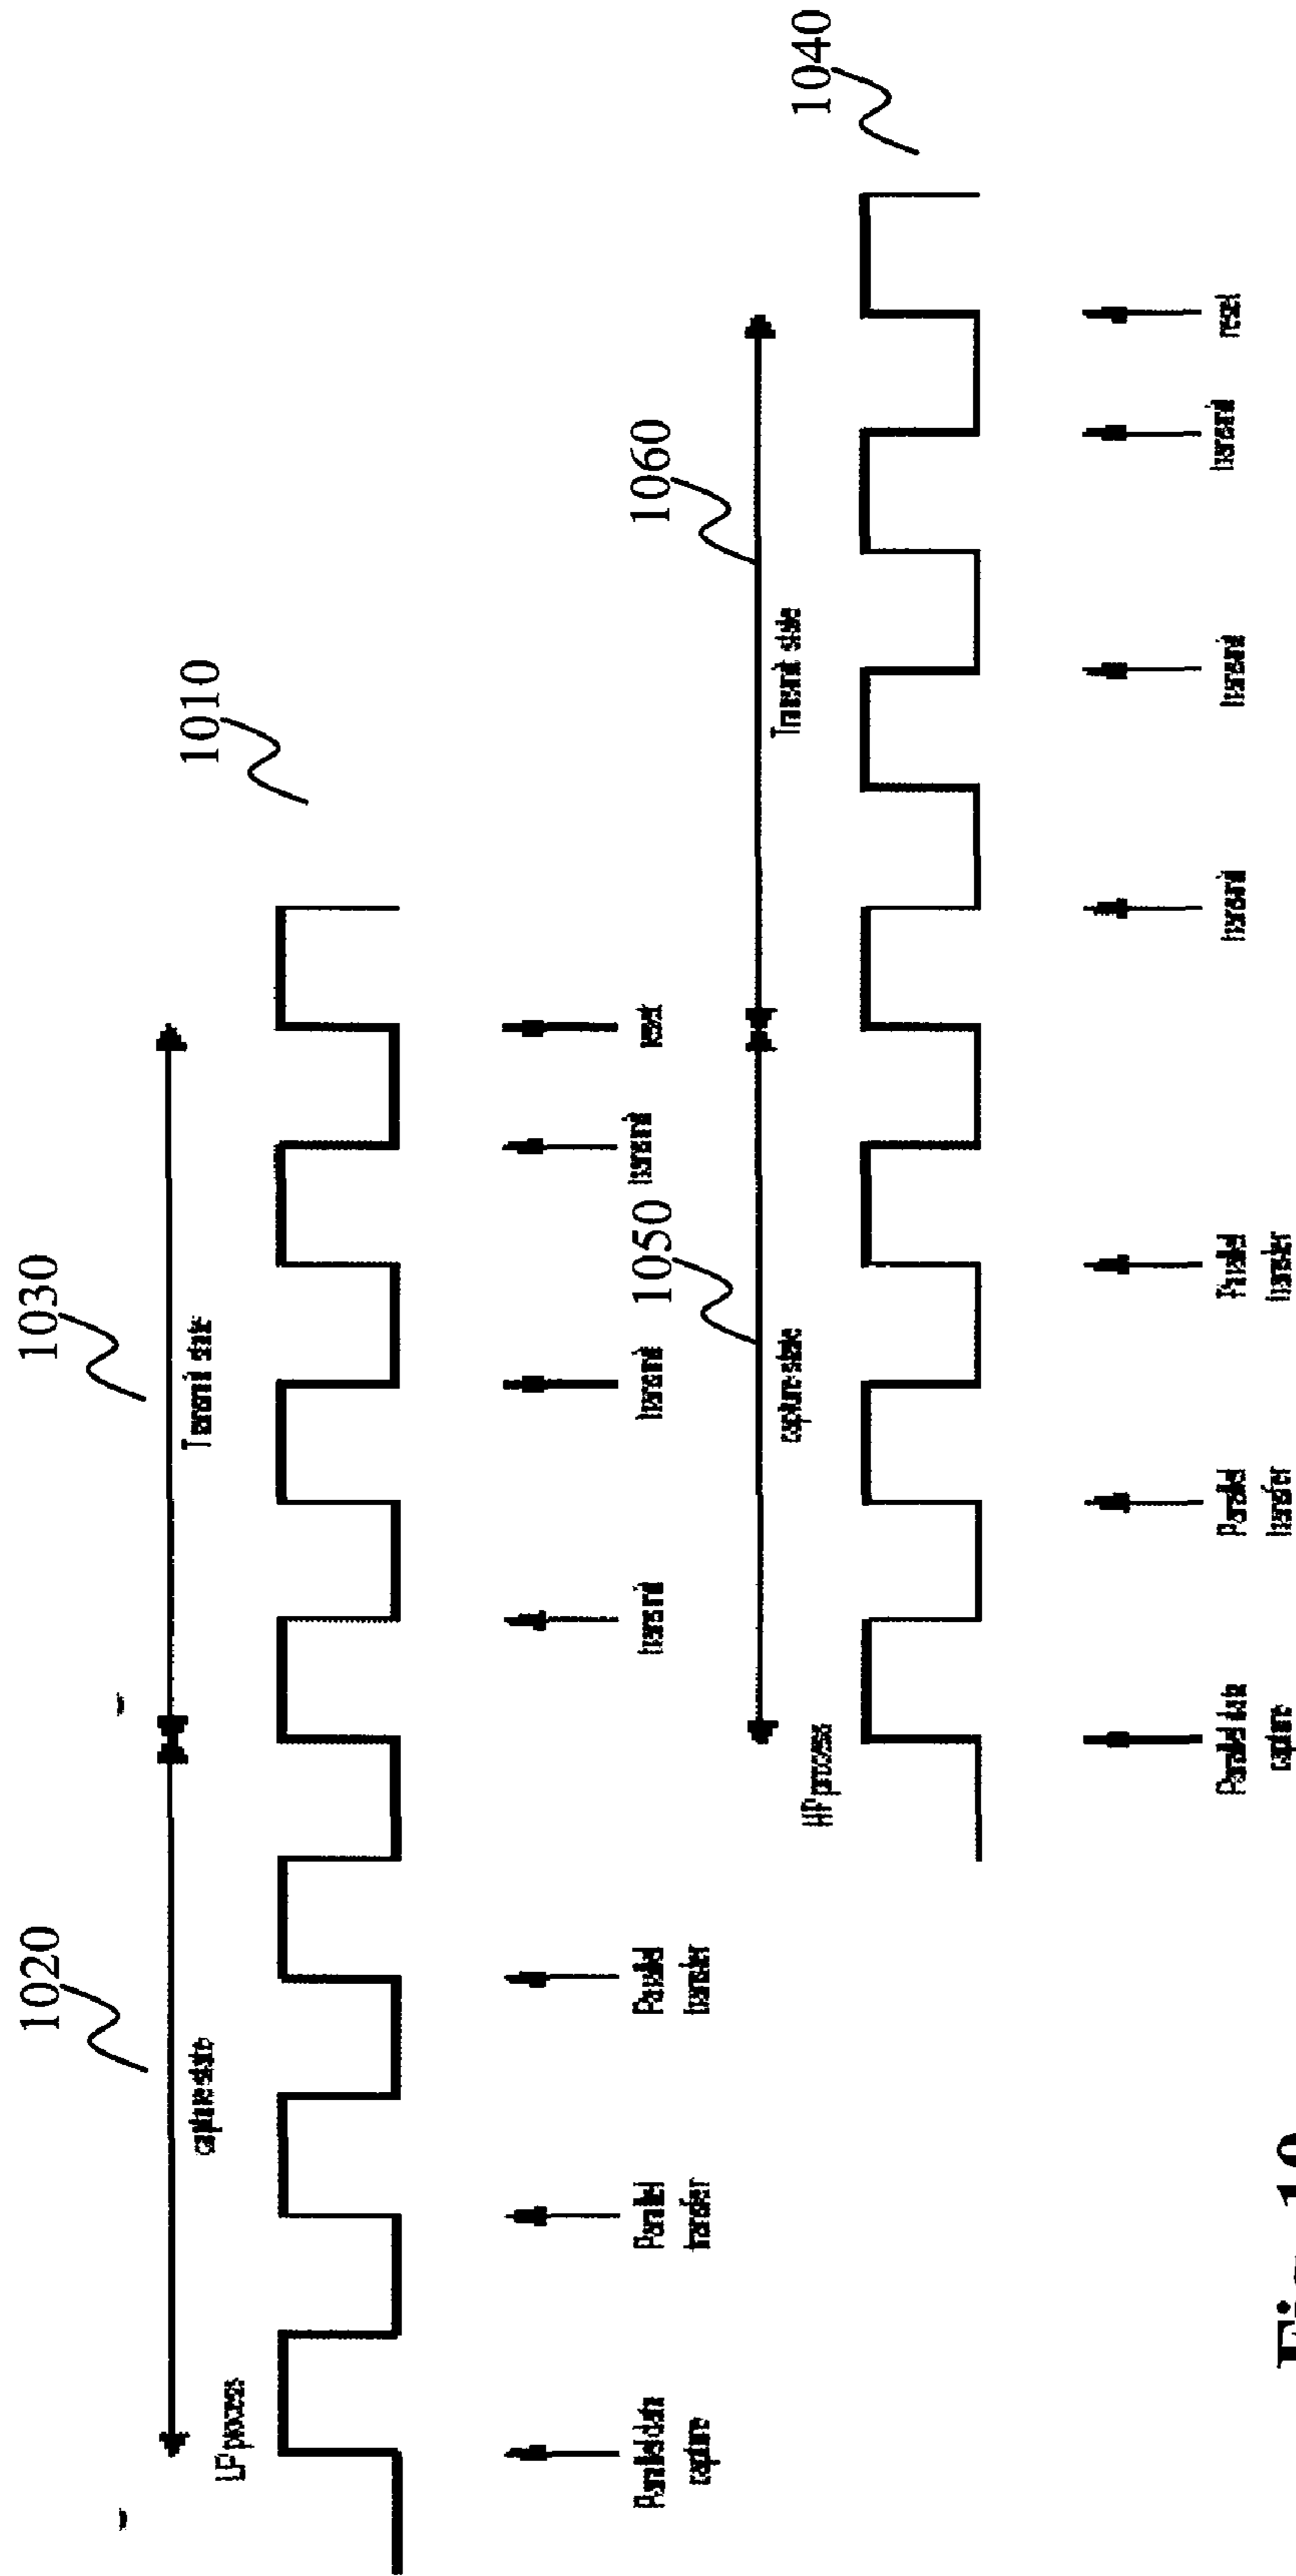 1020
1030
1010
capture state
Transmit state
LP process
Parallel data
capture
Parallel
transfer
Parallel
transfer
transmit
transmit
transmit
reset
1050
1060
1040
capture state
Transmit state
HP process
Parallel data
capture
Parallel
transfer
Parallel
transfer
transmit
transmit
transmit
reset